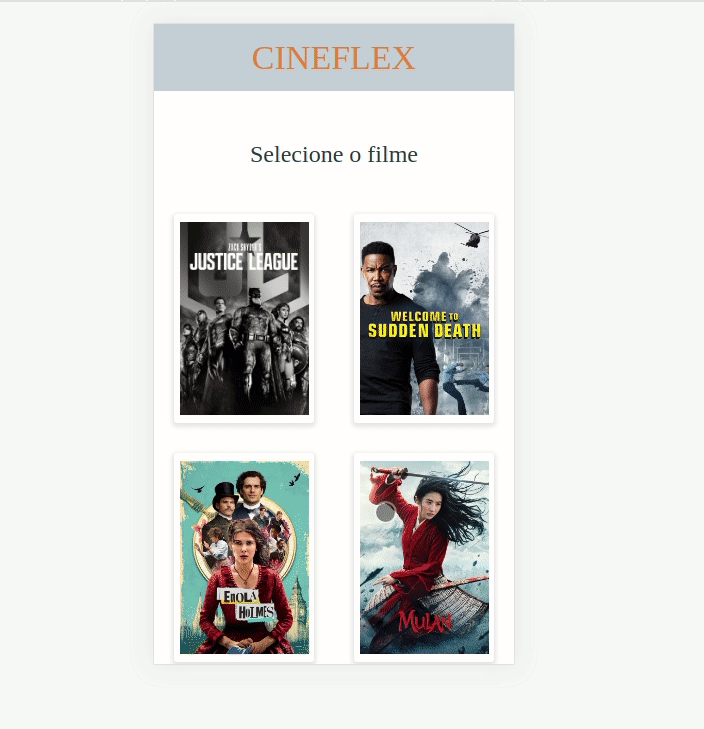 CINEFLEX
Selecione o filme
ZACK SNYDER'S
JUSTICE LEAGUE
WELCOME TO
SUDDEN DEATH
ENOLA
HOLMES
MULAN